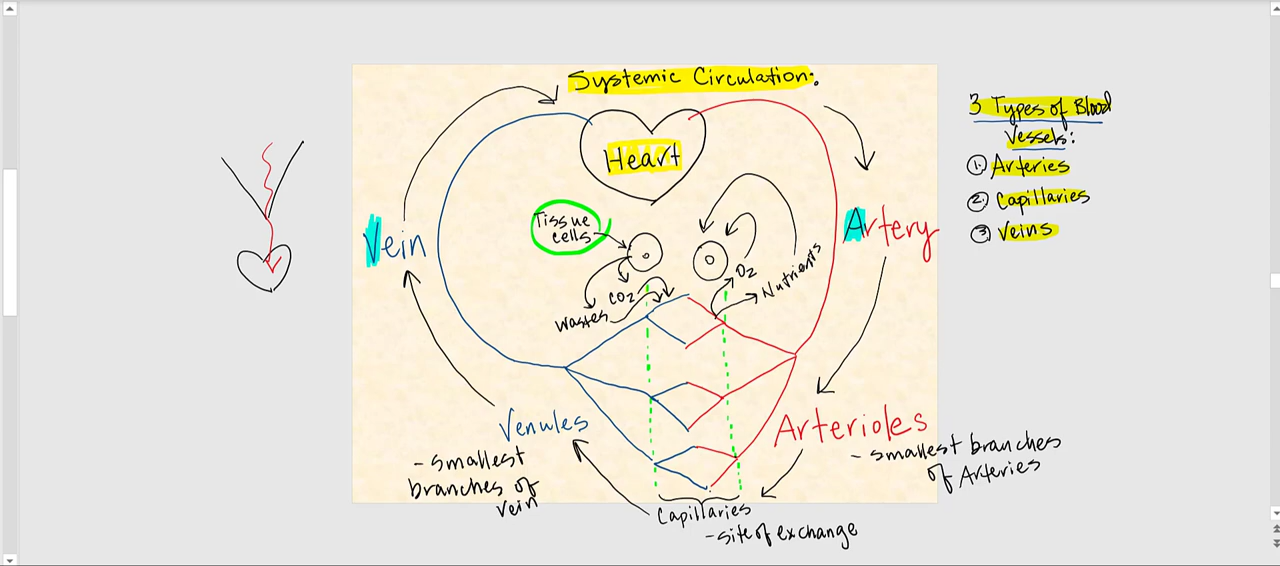 Systemic Circulation:
Heart
Tissue
cells
CO2
Wastes
O2
Nutrients
Vein
Artery
Venules
- smallest
branches of
vein
Arterioles
- smallest branches
of Arteries
Capillaries
- site of exchange
3 Types of Blood
Vessels:
1. Arteries
2. Capillaries
3. Veins